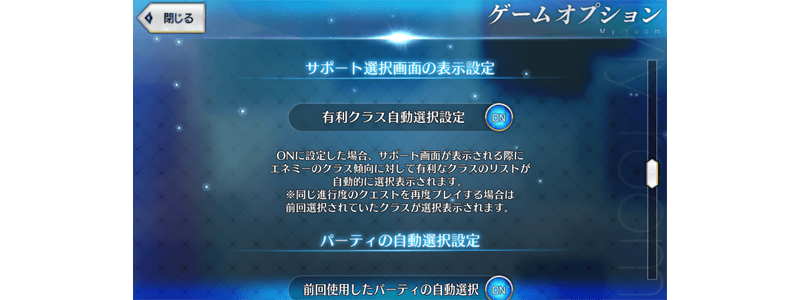 閉じる
ゲームオプション
My room
サポート選択画面の表示設定
有利クラス自動選択設定
ON
ONに設定した場合、サポート画面が表示される際に
エネミーのクラス傾向に対して有利なクラスのリストが
自動的に選択表示されます。
※同じ進行度のクエストを再度プレイする場合は
前回選択されていたクラスが選択表示されます。
パーティの自動選択設定
前回使用したパーティの自動選択
ON